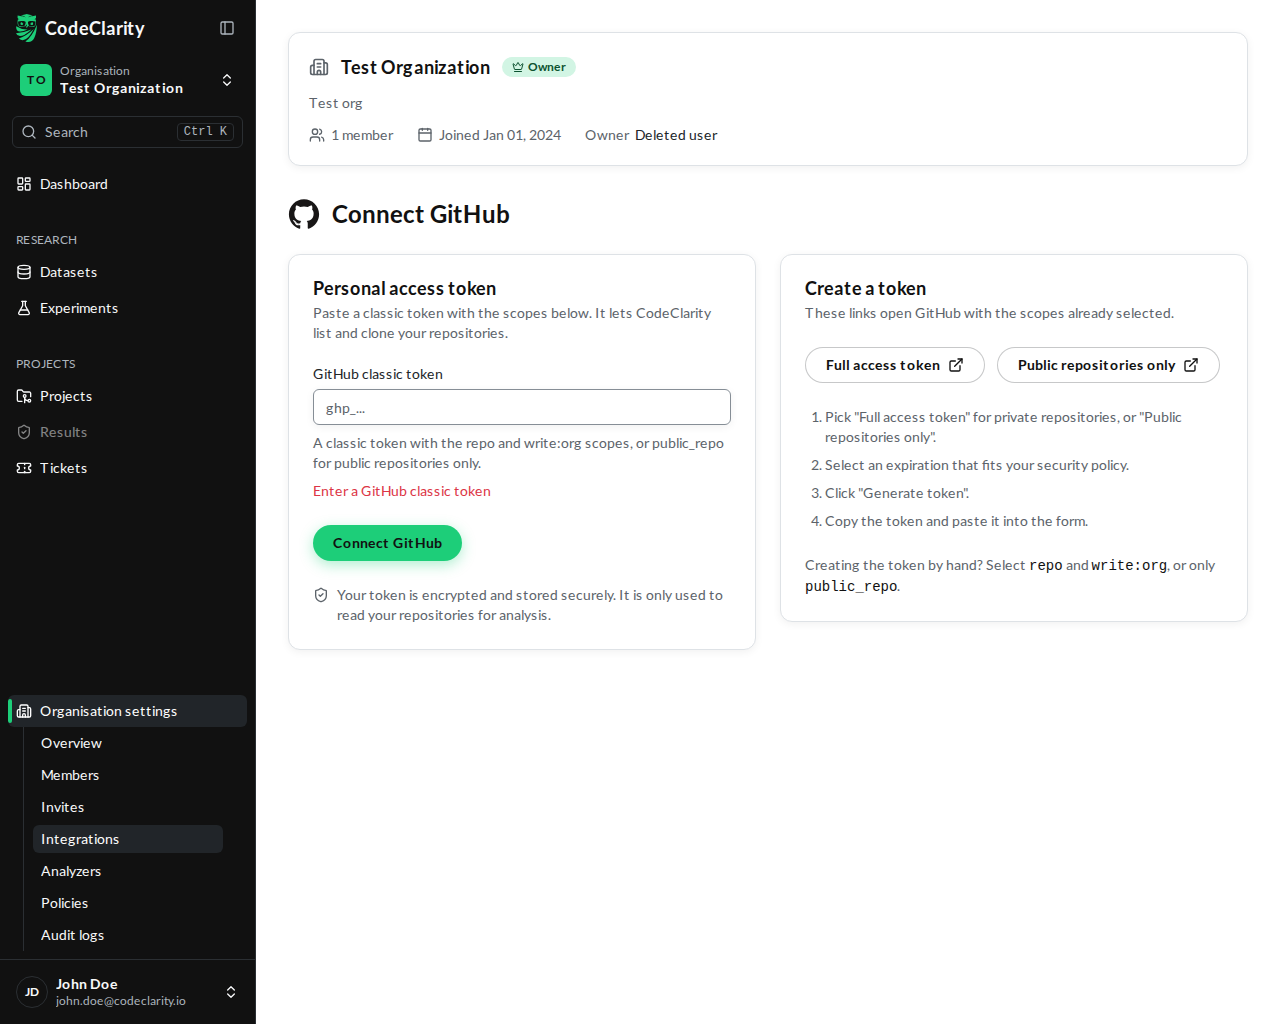 CodeClarity
TO
Organisation
Test Organization
Search
Ctrl K
Dashboard
RESEARCH
Datasets
Experiments
PROJECTS
Projects
Results
Tickets
Organisation settings
Overview
Members
Invites
Integrations
Analyzers
Policies
Audit logs
JD
John Doe
john.doe@codeclarity.io
Test Organization
Owner
Test org
1 member
Joined Jan 01, 2024
Owner Deleted user
Connect GitHub
Personal access token
Paste a classic token with the scopes below. It lets CodeClarity
list and clone your repositories.
GitHub classic token
ghp_...
A classic token with the repo and write:org scopes, or public_repo
for public repositories only.
Enter a GitHub classic token
Connect GitHub
Your token is encrypted and stored securely. It is only used to
read your repositories for analysis.
Create a token
These links open GitHub with the scopes already selected.
Full access token
Public repositories only
1. Pick "Full access token" for private repositories, or "Public
repositories only".
2. Select an expiration that fits your security policy.
3. Click "Generate token".
4. Copy the token and paste it into the form.
Creating the token by hand? Select repo and write:org, or only
public_repo.